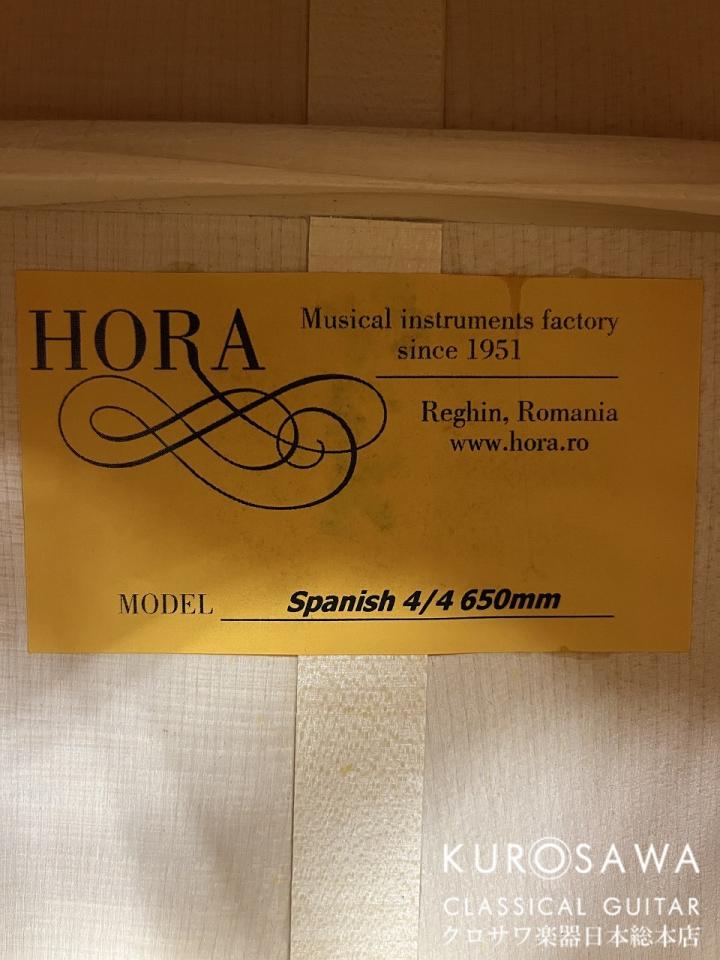 HORA
Musical instruments factory
since 1951
Reghin, Romania
www.hora.ro
MODEL Spanish 4/4 650mm
KUROSAWA
CLASSICAL GUITAR
クロサワ楽器日本総本店